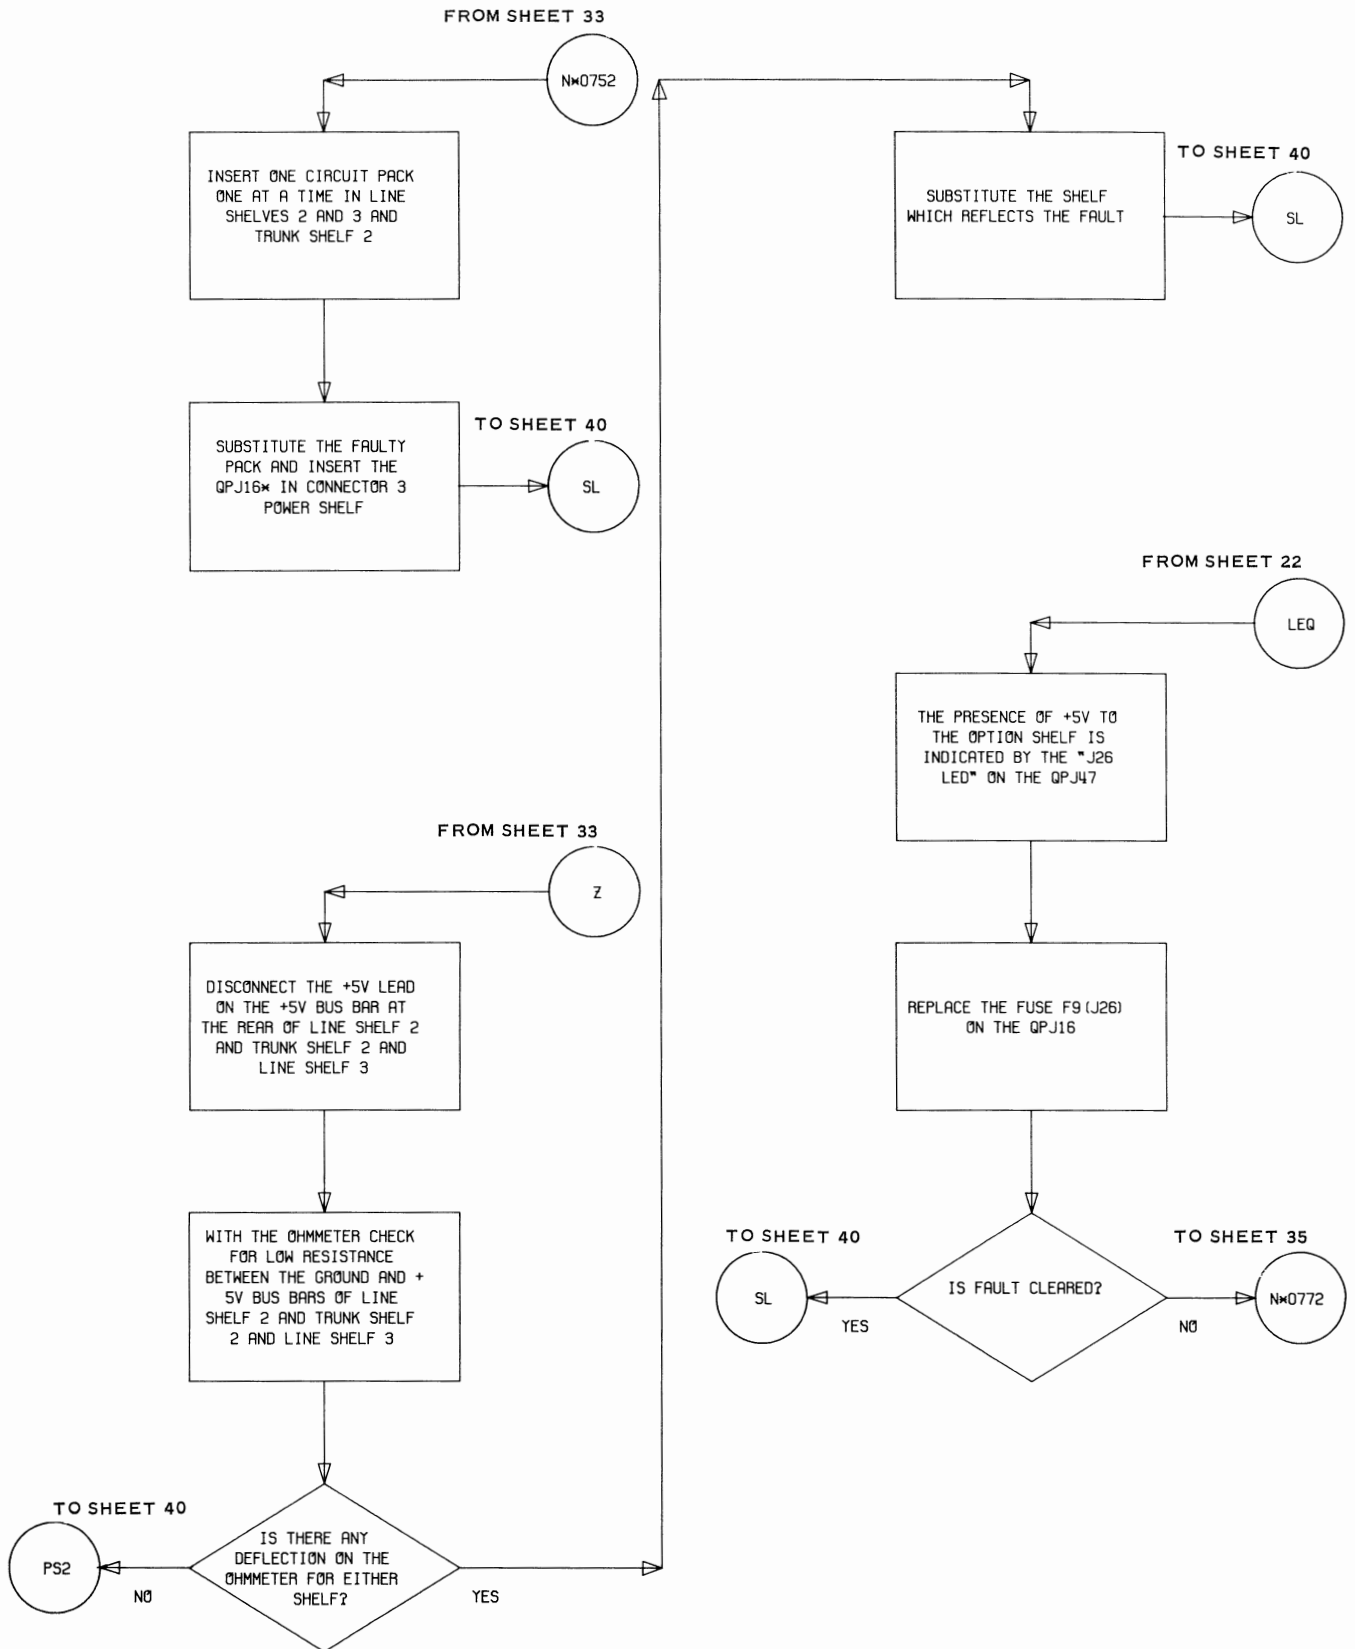 FROM SHEET 33
N*0752
INSERT ONE CIRCUIT PACK
ONE AT A TIME IN LINE
SHELVES 2 AND 3 AND
TRUNK SHELF 2
SUBSTITUTE THE FAULTY
PACK AND INSERT THE
QPJ16* IN CONNECTOR 3
POWER SHELF
TO SHEET 40
SL
FROM SHEET 33
Z
DISCONNECT THE +5V LEAD
ON THE +5V BUS BAR AT
THE REAR OF LINE SHELF 2
AND TRUNK SHELF 2 AND
LINE SHELF 3
WITH THE OHMMETER CHECK
FOR LOW RESISTANCE
BETWEEN THE GROUND AND +
5V BUS BARS OF LINE
SHELF 2 AND TRUNK SHELF
2 AND LINE SHELF 3
IS THERE ANY
DEFLECTION ON THE
OHMMETER FOR EITHER
SHELF?
TO SHEET 40
PS2
NO
YES
SUBSTITUTE THE SHELF
WHICH REFLECTS THE FAULT
TO SHEET 40
SL
FROM SHEET 22
LEQ
THE PRESENCE OF +5V TO
THE OPTION SHELF IS
INDICATED BY THE "J26
LED" ON THE QPJ47
REPLACE THE FUSE F9(J26)
ON THE QPJ16
IS FAULT CLEARED?
TO SHEET 40
SL
YES
TO SHEET 35
N*0772
NO